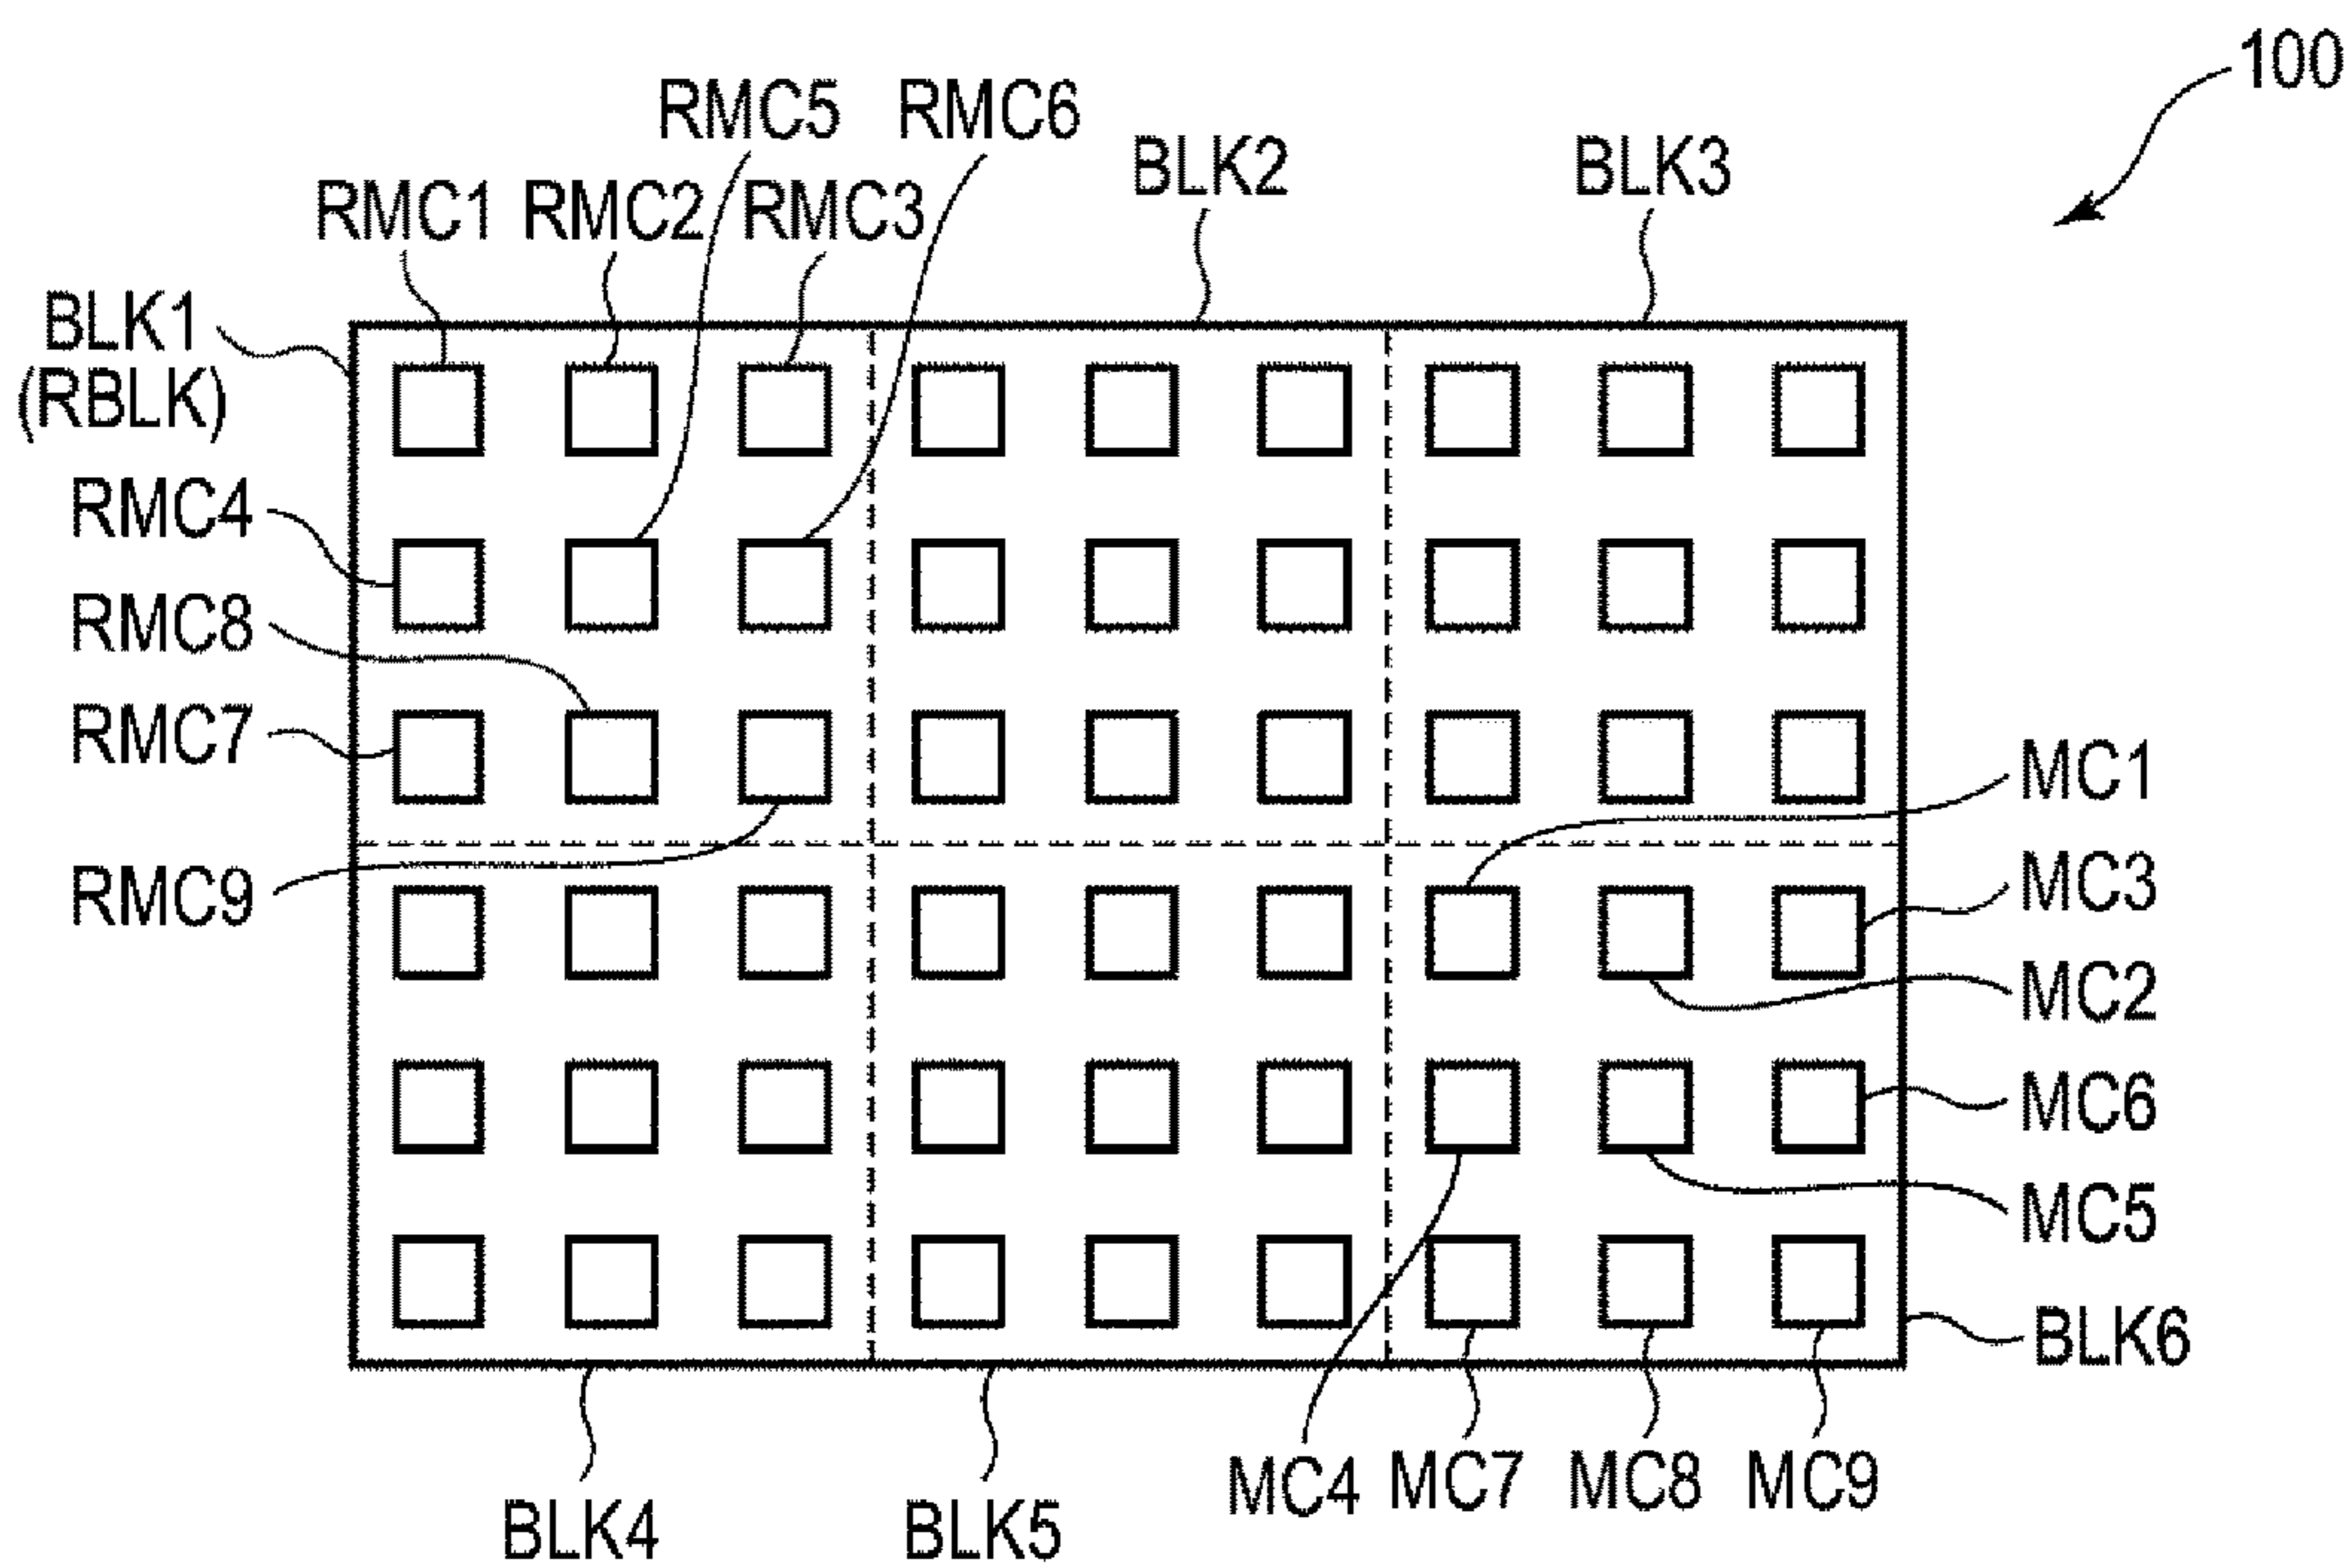 100
RMC5 RMC6
BLK2 BLK3
RMC1 RMC2 RMC3
BLK1
(RBLK)
RMC4
RMC8
RMC7
MC1
RMC9
MC3
MC2
MC6
MC5
BLK6
MC4 MC7 MC8 MC9
BLK4 BLK5